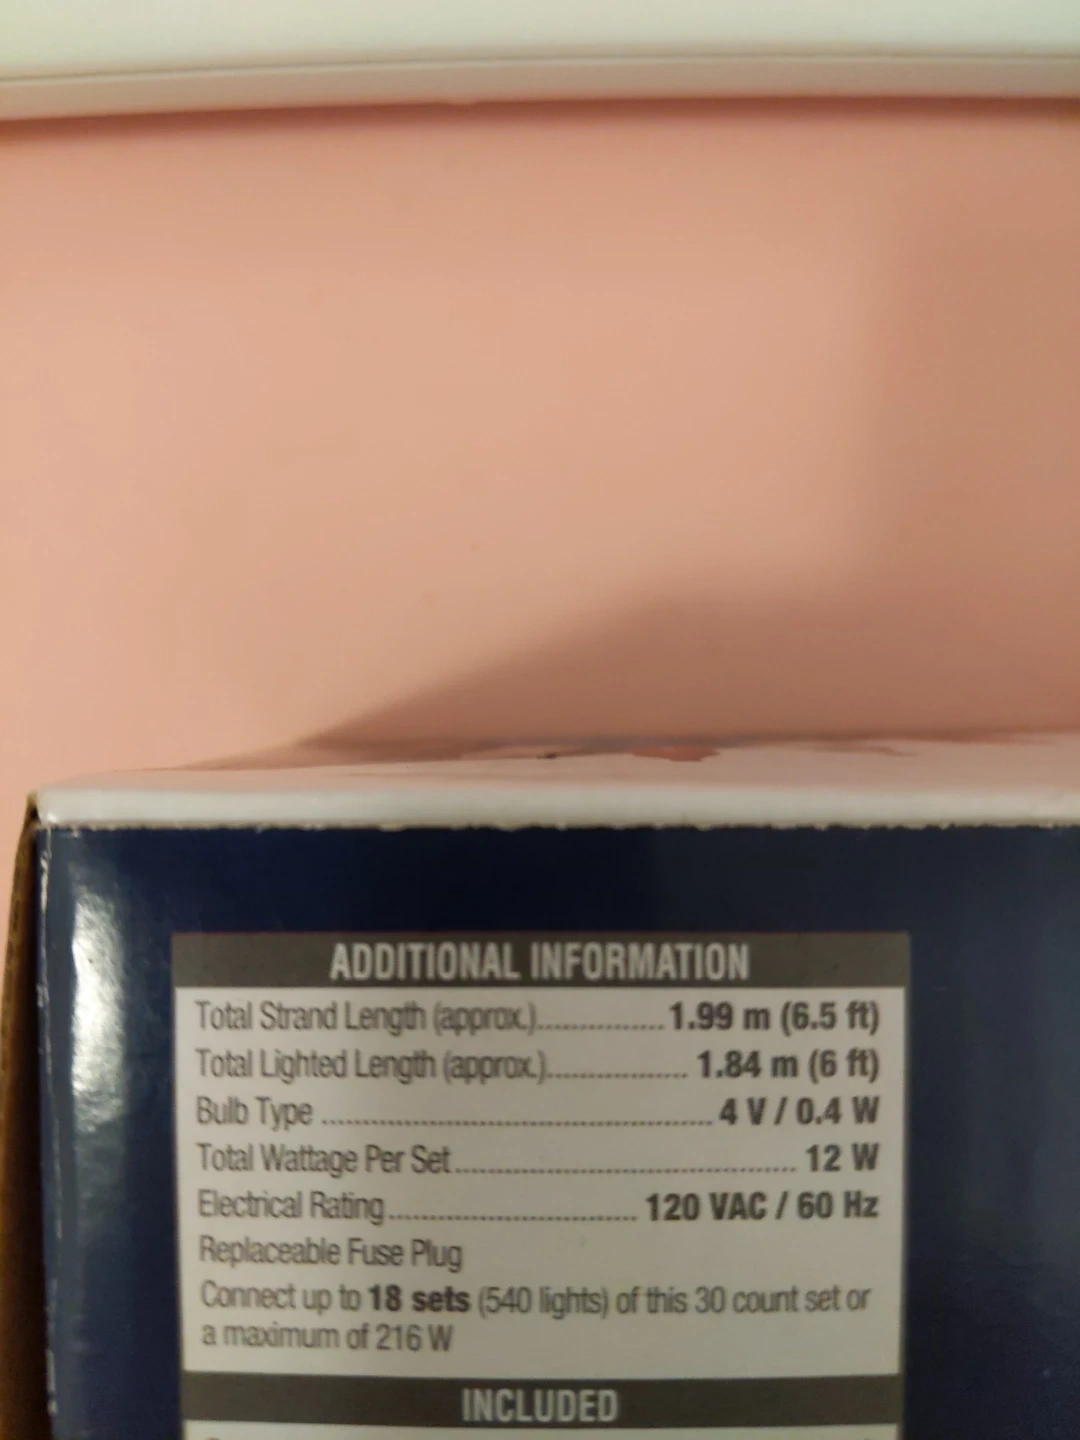 ADDITIONAL INFORMATION
Total Strand Length (approx.)............... 1.99 m (6.5 ft)
Total Lighted Length (approx.)................ 1.84 m (6 ft)
Bulb Type ............................................. 4 V / 0.4 W
Total Wattage Per Set....................................... 12 W
Electrical Rating............................ 120 VAC / 60 Hz
Replaceable Fuse Plug
Connect up to 18 sets (540 lights) of this 30 count set or
a maximum of 216 W
INCLUDED